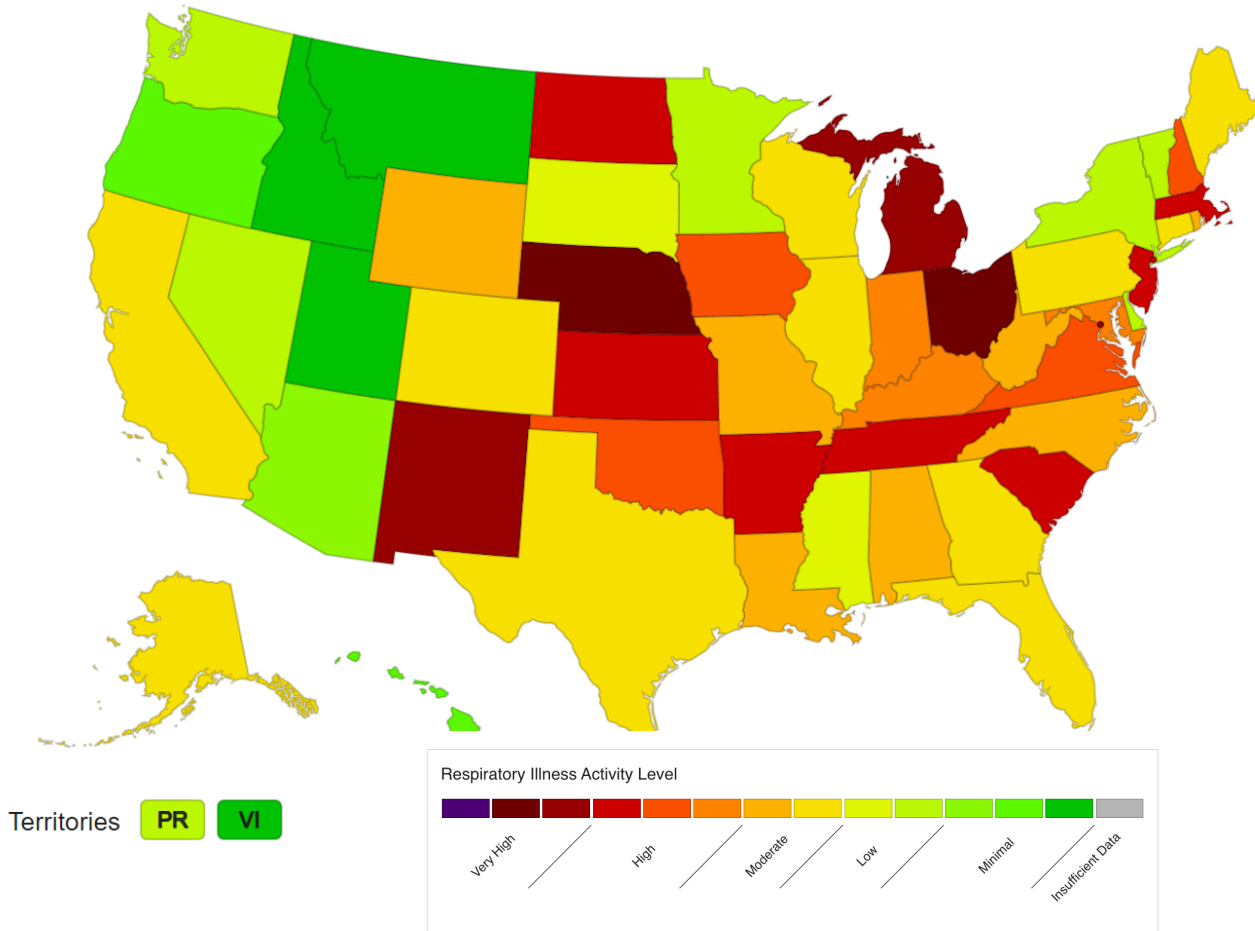 Territories PR VI
Respiratory Illness Activity Level
Very High
High
Moderate
Low
Minimal
Insufficient Data